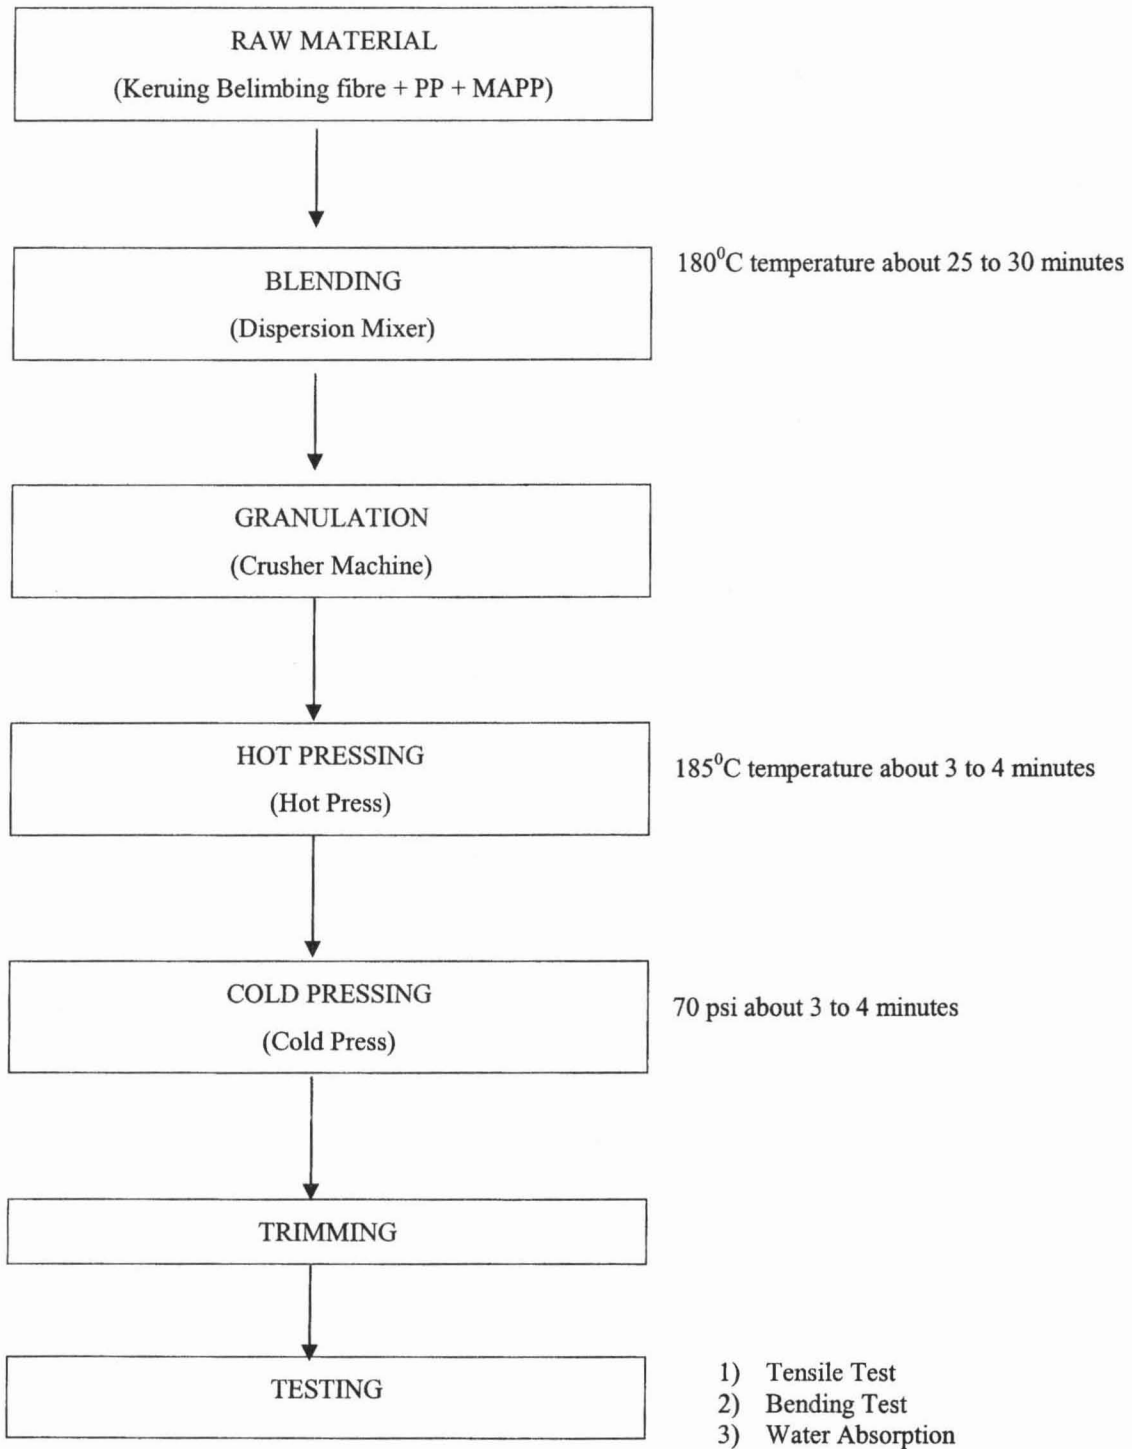 RAW MATERIAL
(Keruing Belimbing fibre + PP + MAPP)
BLENDING
(Dispersion Mixer)
180⁰C temperature about 25 to 30 minutes
GRANULATION
(Crusher Machine)
HOT PRESSING
(Hot Press)
185⁰C temperature about 3 to 4 minutes
COLD PRESSING
(Cold Press)
70 psi about 3 to 4 minutes
TRIMMING
TESTING
1) Tensile Test
2) Bending Test
3) Water Absorption